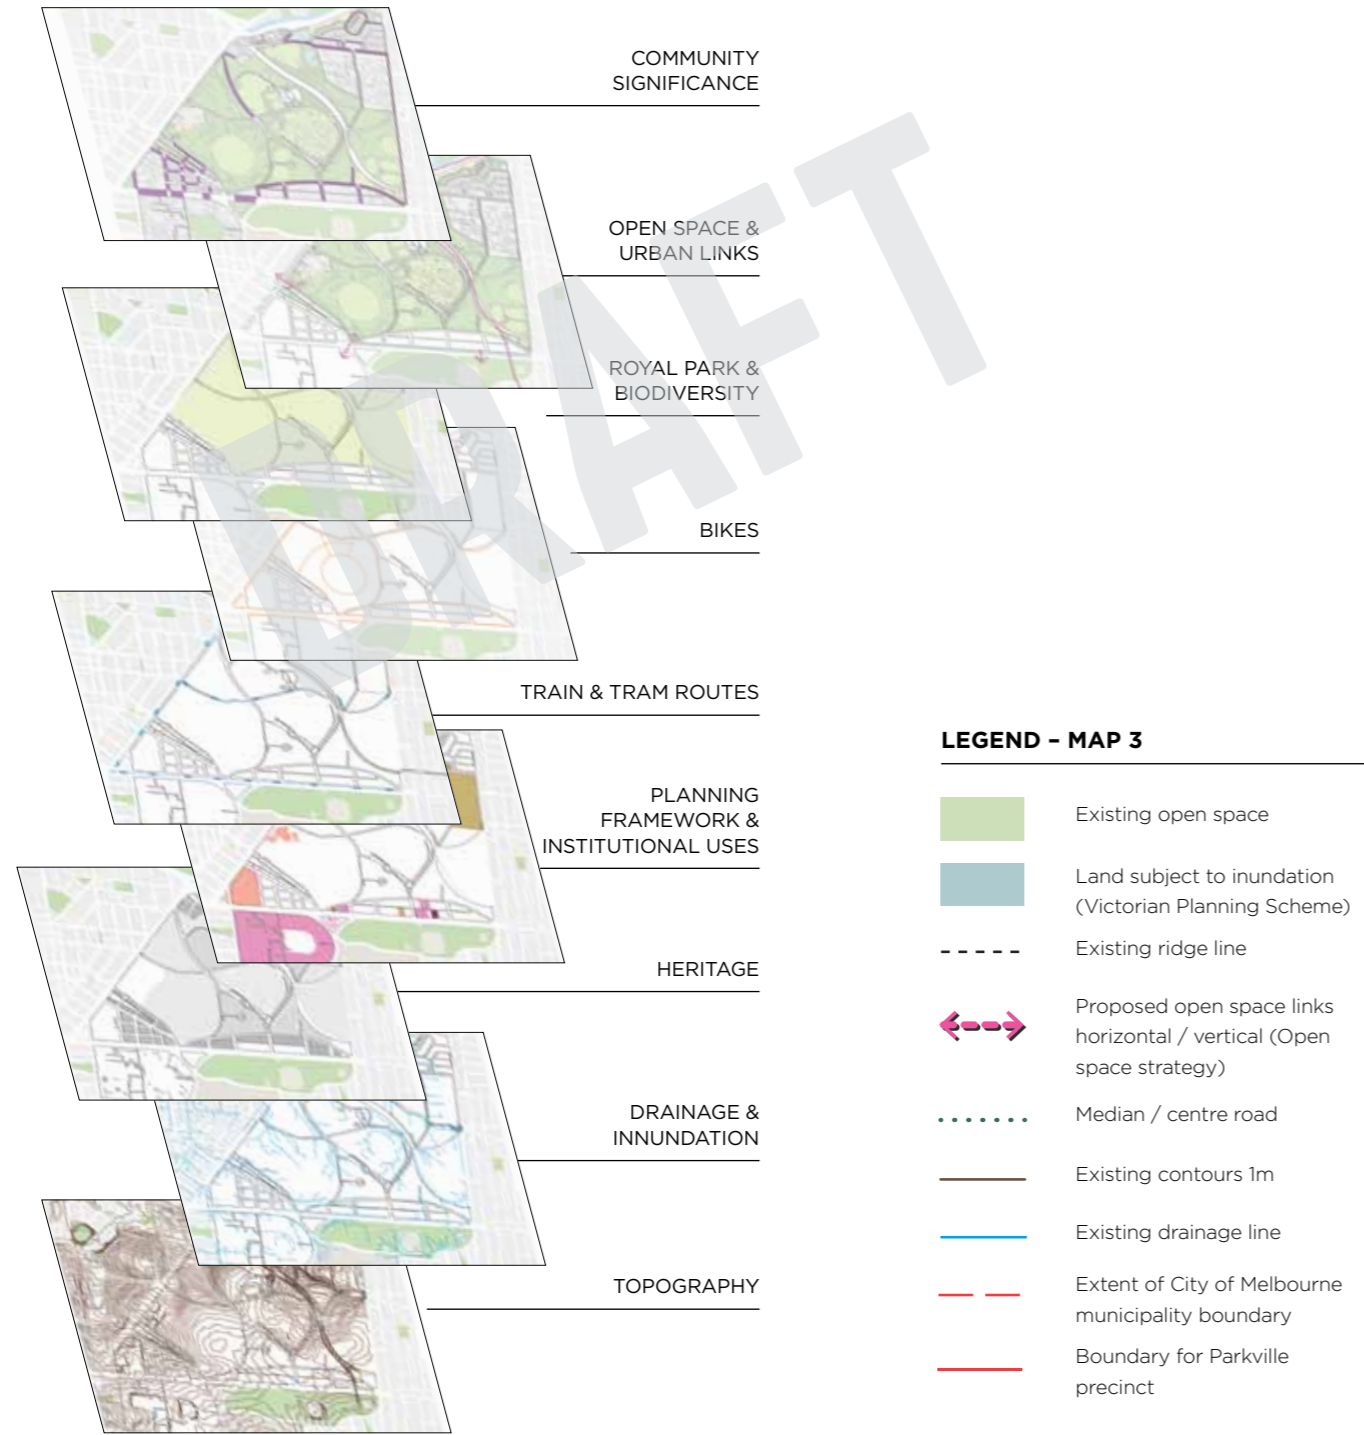 COMMUNITY
SIGNIFICANCE
OPEN SPACE &
URBAN LINKS
ROYAL PARK &
BIODIVERSITY
BIKES
TRAIN & TRAM ROUTES
PLANNING
FRAMEWORK &
INSTITUTIONAL USES
HERITAGE
DRAINAGE &
INNUNDATION
TOPOGRAPHY
DRAFT
LEGEND – MAP 3
Existing open space
Land subject to inundation
(Victorian Planning Scheme)
Existing ridge line
Proposed open space links
horizontal / vertical (Open
space strategy)
Median / centre road
Existing contours 1m
Existing drainage line
Extent of City of Melbourne
municipality boundary
Boundary for Parkville
precinct